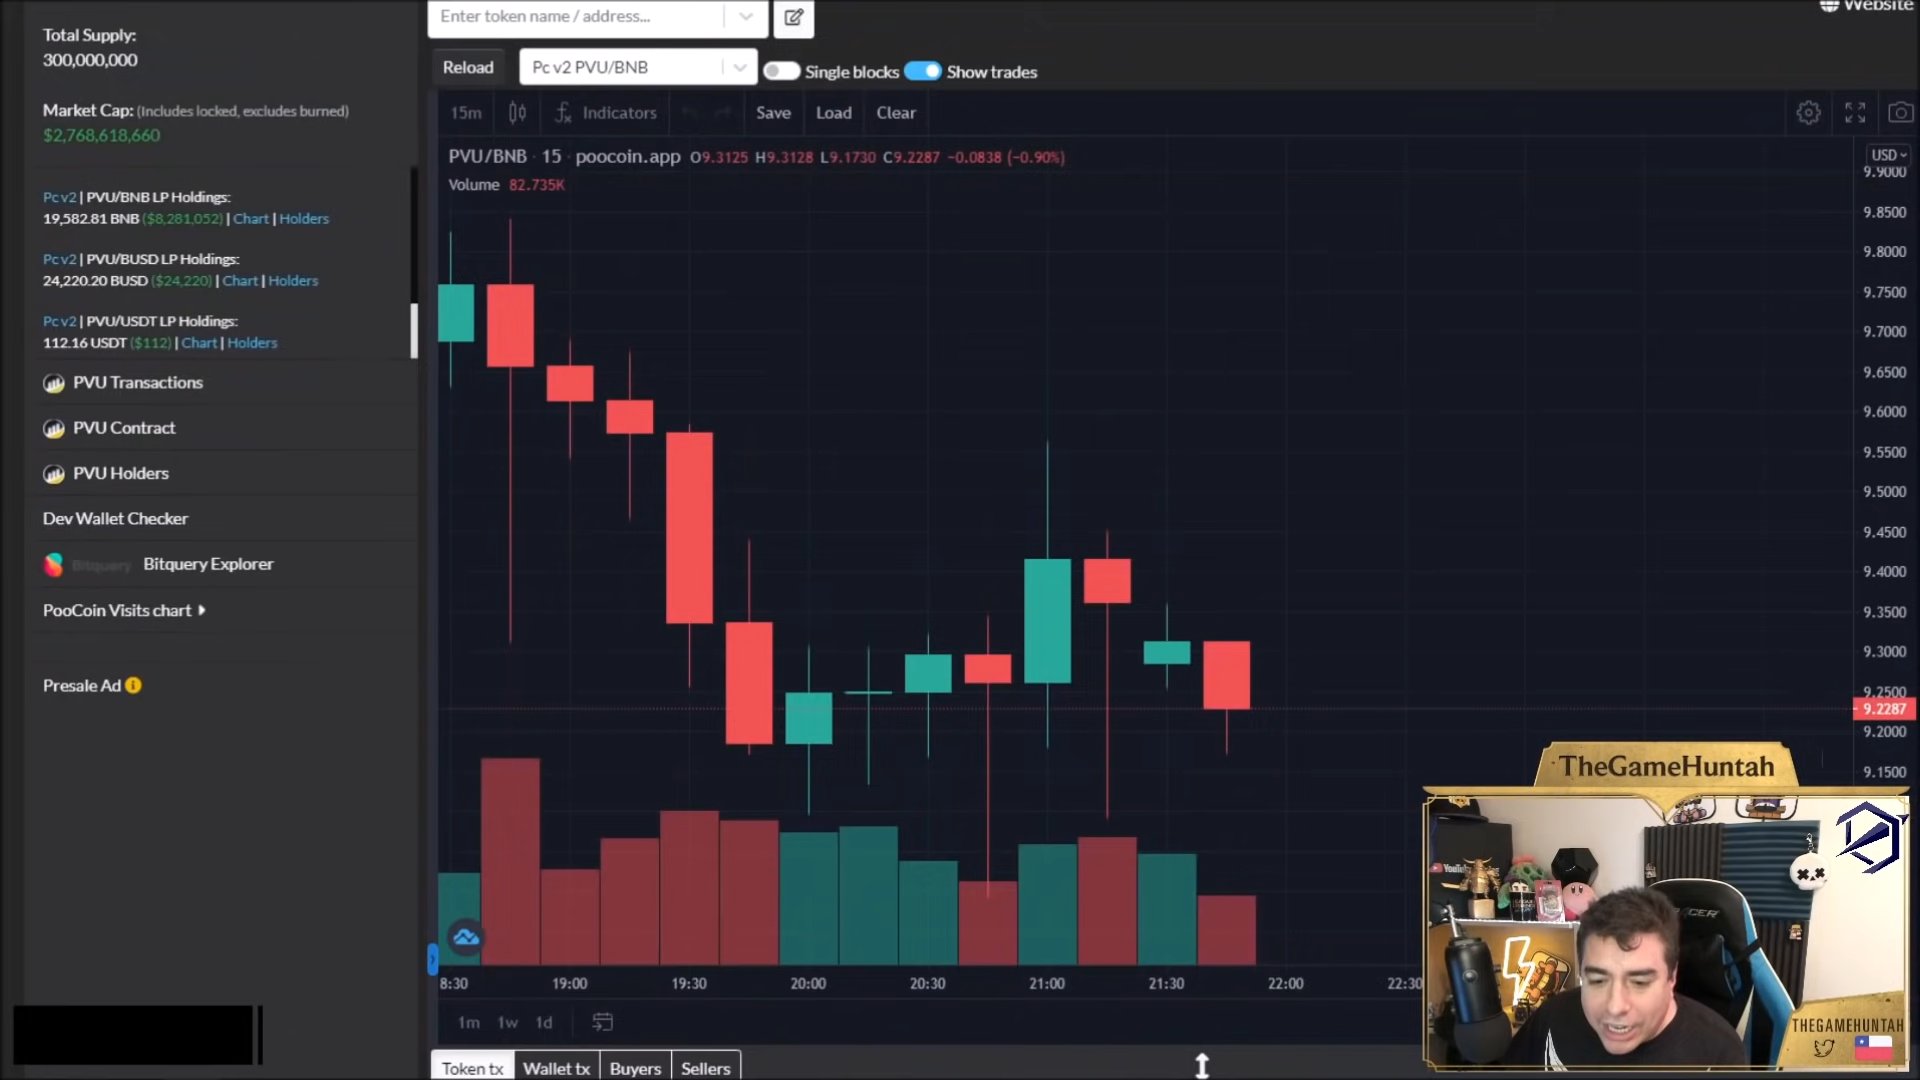 Total Supply:
300,000,000
Market Cap: (Includes locked, excludes burned)
$2,768,618,660
Pc v2 | PVU/BNB LP Holdings:
19,582.81 BNB ($8,281,052) | Chart | Holders
Pc v2 | PVU/BUSD LP Holdings:
24,220.20 BUSD ($24,220) | Chart | Holders
Pc v2 | PVU/USDT LP Holdings:
112.16 USDT ($112) | Chart | Holders
PVU Transactions
PVU Contract
PVU Holders
Dev Wallet Checker
Bitquery Bitquery Explorer
PooCoin Visits chart
Presale Ad
Website
Enter token name / address...
Reload
Pc v2 PVU/BNB
Single blocks
Show trades
15m
Indicators
Save
Load
Clear
PVU/BNB · 15 · poocoin.app O9.3125 H9.3128 L9.1730 C9.2287 −0.0838 (−0.90%)
Volume 82.735K
USD
9.9000
9.8500
9.8000
9.7500
9.7000
9.6500
9.6000
9.5500
9.5000
9.4500
9.4000
9.3500
9.3000
9.2500
9.2287
9.2000
9.1500
8:30 19:00 19:30 20:00 20:30 21:00 21:30 22:00 22:30
1m 1w 1d
Token tx
Wallet tx
Buyers
Sellers
TheGameHuntah
YouTube
THEGAMEHUNTAH